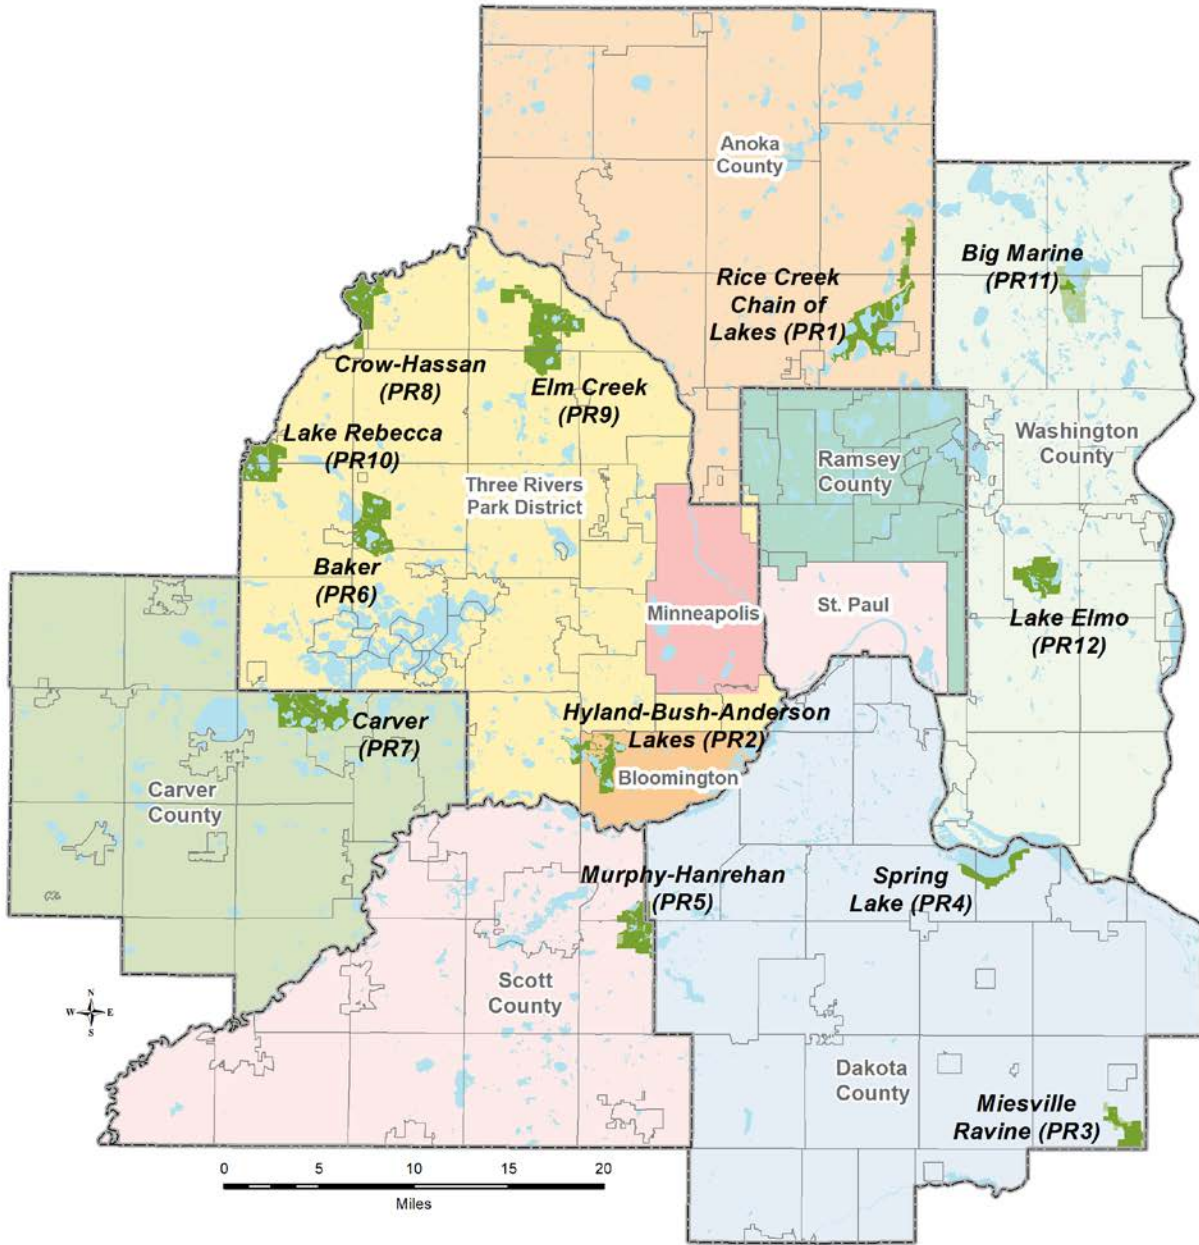 Anoka
County
Big Marine
(PR11)
Rice Creek
Chain of
Lakes (PR1)
Crow-Hassan
(PR8)
Elm Creek
(PR9)
Lake Rebecca
(PR10)
Washington
County
Ramsey
County
Three Rivers
Park District
Baker
(PR6)
Minneapolis
St. Paul
Lake Elmo
(PR12)
Carver
(PR7)
Hyland-Bush-Anderson
Lakes (PR2)
Bloomington
Carver
County
Murphy-Hanrehan
(PR5)
Spring
Lake (PR4)
Scott
County
N
W E
S
Dakota
County
Miesville
Ravine (PR3)
0 5 10 15 20
Miles